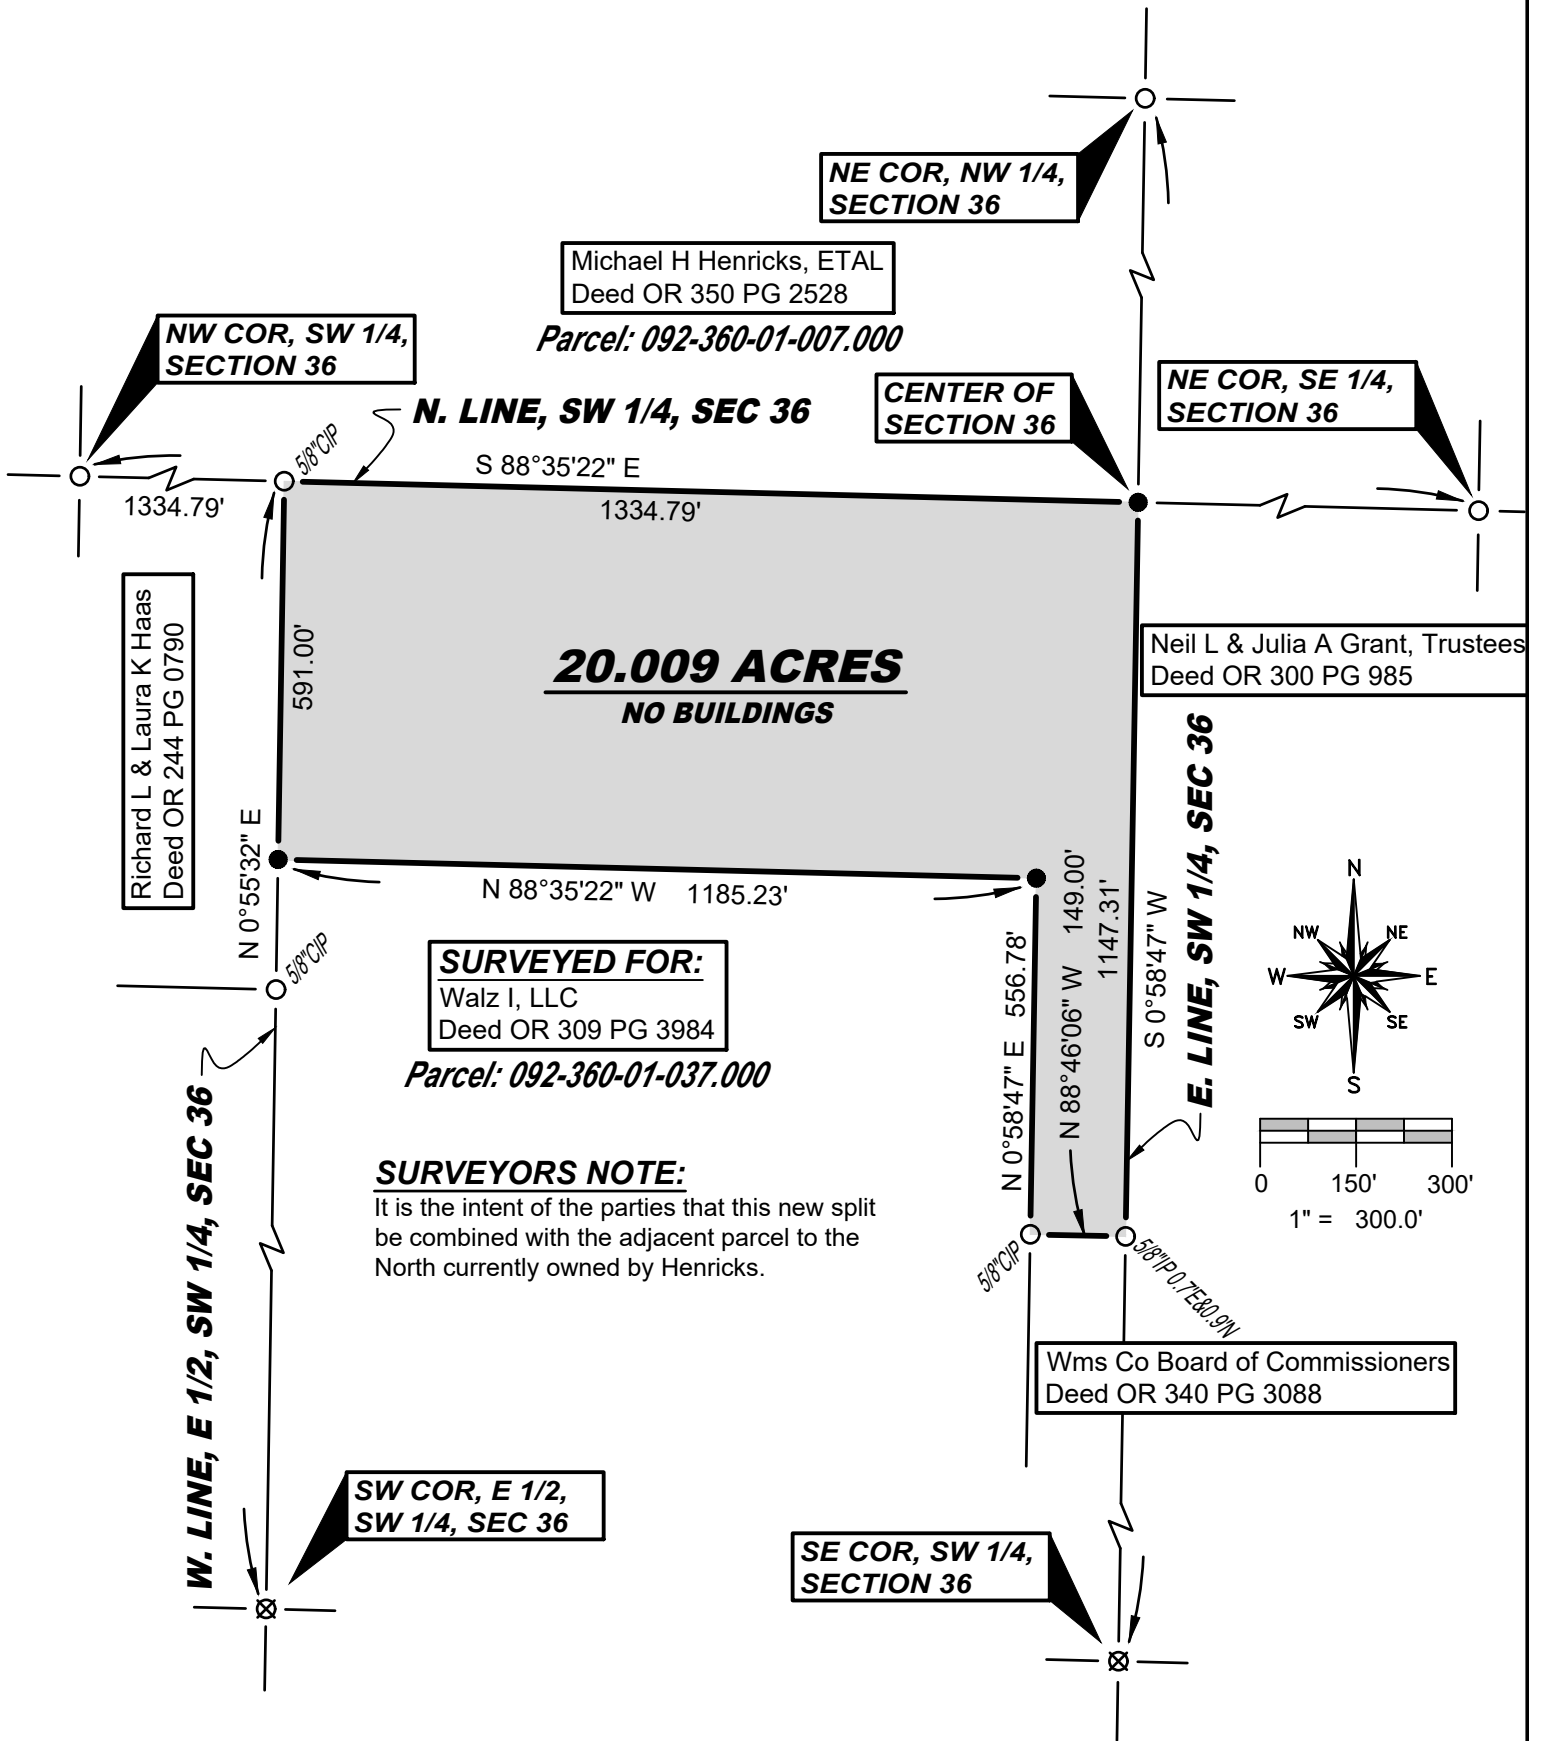 NE COR, NW 1/4,
SECTION 36
Michael H Henricks, ETAL
Deed OR 350 PG 2528
Parcel: 092-360-01-007.000
NW COR, SW 1/4,
SECTION 36
N. LINE, SW 1/4, SEC 36
CENTER OF
SECTION 36
NE COR, SE 1/4,
SECTION 36
5/8"CIP
S 88°35'22" E
1334.79'
1334.79'
Richard L & Laura K Haas
Deed OR 244 PG 0790
591.00'
N 0°55'32" E
20.009 ACRES
NO BUILDINGS
Neil L & Julia A Grant, Trustees
Deed OR 300 PG 985
E. LINE, SW 1/4, SEC 36
S 0°58'47" W
1147.31'
N 88°46'06" W 149.00'
N 0°58'47" E 556.78'
N 88°35'22" W 1185.23'
5/8"CIP
SURVEYED FOR:
Walz I, LLC
Deed OR 309 PG 3984
Parcel: 092-360-01-037.000
N
NW
NE
W
E
SW
SE
S
0 150' 300'
1" = 300.0'
SURVEYORS NOTE:
It is the intent of the parties that this new split
be combined with the adjacent parcel to the
North currently owned by Henricks.
5/8"CIP
5/8"IP 0.7'E&0.9'N
Wms Co Board of Commissioners
Deed OR 340 PG 3088
W. LINE, E 1/2, SW 1/4, SEC 36
SW COR, E 1/2,
SW 1/4, SEC 36
SE COR, SW 1/4,
SECTION 36